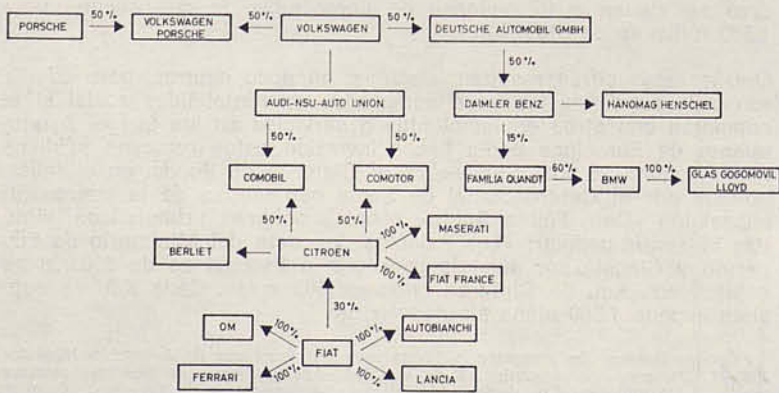 PORSCHE 50% VOLKSWAGEN PORSCHE 50% VOLKSWAGEN 50% DEUTSCHE AUTOMOBIL GMBH
50%
AUDI-NSU-AUTO UNION DAIMLER BENZ HANOMAG HENSCHEL
50% 50% 15%
COMOBIL COMOTOR FAMILIA QUANDT 60% BMW 100% GLAS GOGOMOVIL LLOYD
50% 50%
BERLIET CITROEN 100% MASERATI
100% FIAT FRANCE
30%
OM 100% 100% AUTOBIANCHI
FIAT
FERRARI 100% 100% LANCIA